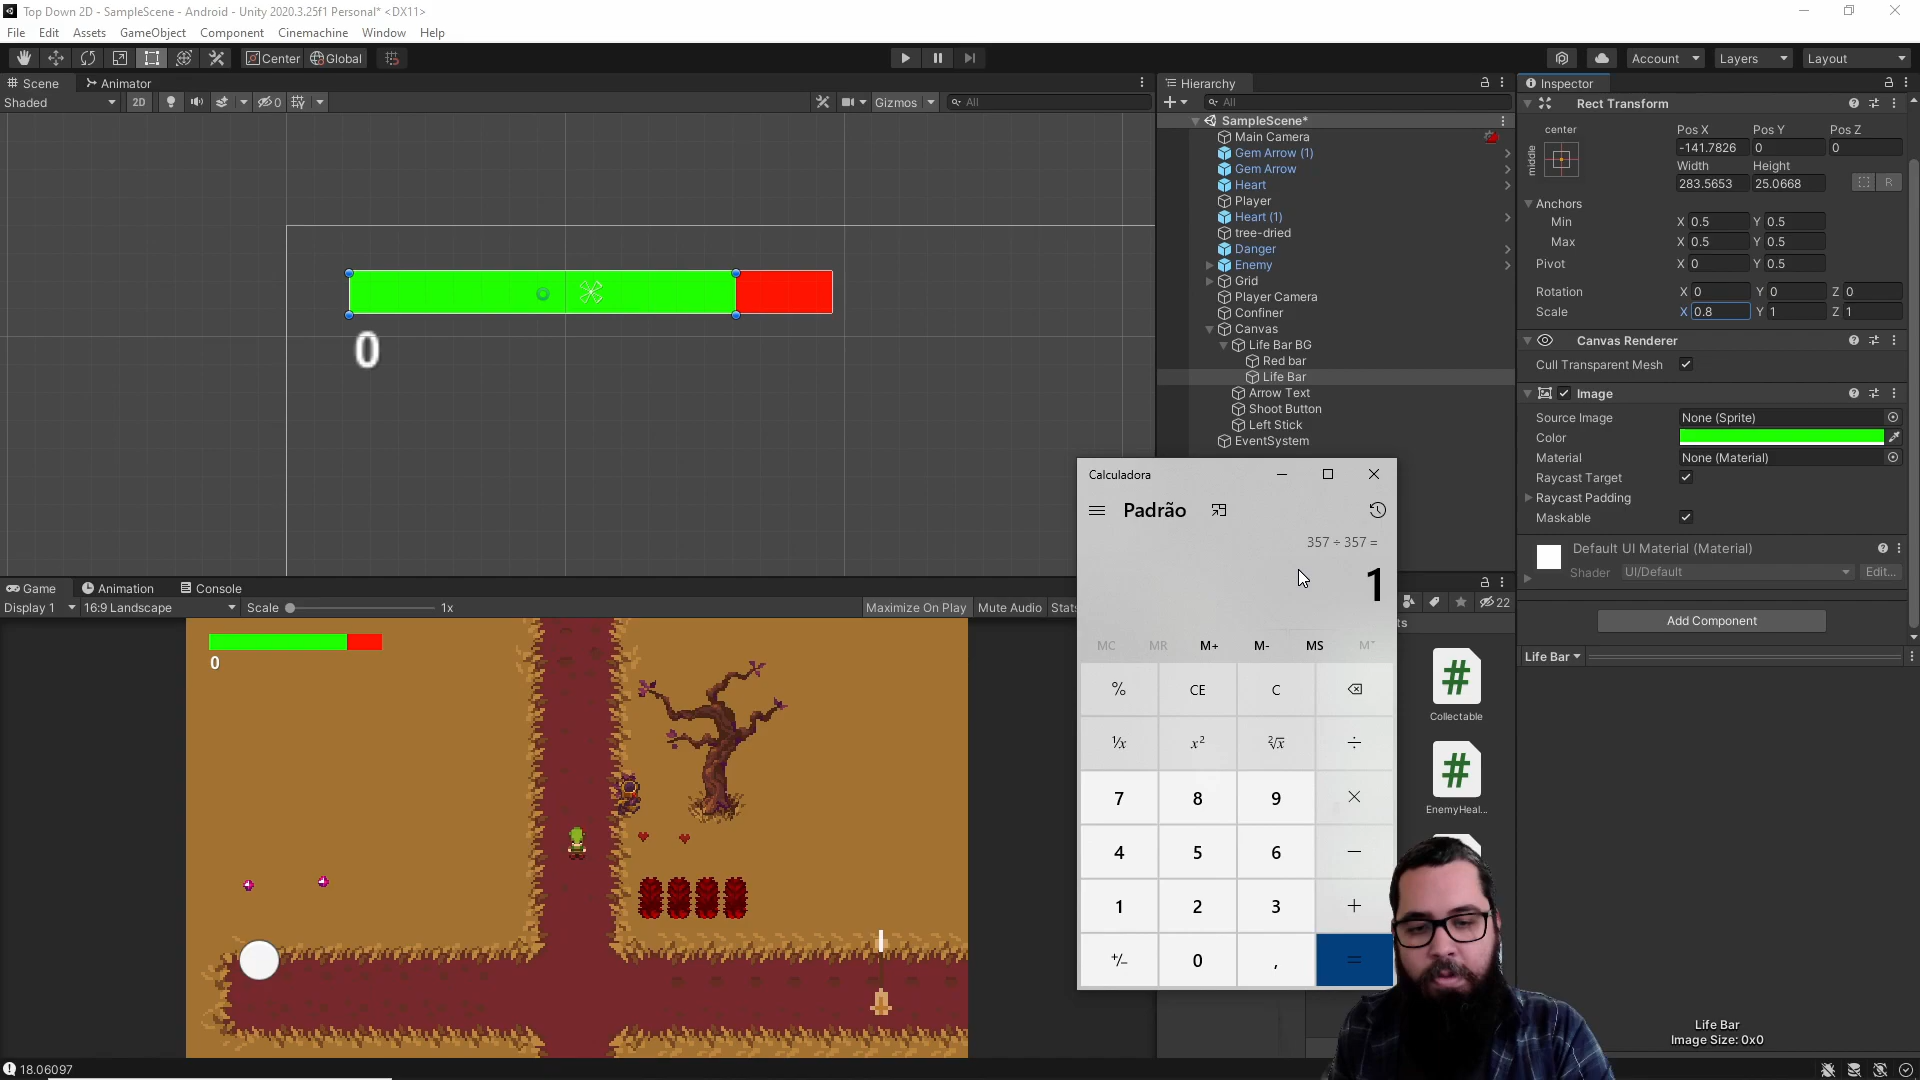 Top Down 2D - SampleScene - Android - Unity 2020.3.25f1 Personal* <DX11>
File Edit Assets GameObject Component Cinemachine Window Help
Center Global Account Layers Layout
Scene Animator
Shaded 2D 0 Gizmos All
0
Hierarchy
All
SampleScene*
Main Camera
Gem Arrow (1)
Gem Arrow
Heart
Player
Heart (1)
tree-dried
Danger
Enemy
Grid
Player Camera
Confiner
Canvas
Life Bar BG
Red bar
Life Bar
Arrow Text
Shoot Button
Left Stick
EventSystem
Inspector
Rect Transform
center
middle
Pos X Pos Y Pos Z
-141.7826 0 0
Width Height
283.5653 25.0668 R
Anchors
Min X 0.5 Y 0.5
Max X 0.5 Y 0.5
Pivot X 0 Y 0.5
Rotation X 0 Y 0 Z 0
Scale X 0.8 Y 1 Z 1
Canvas Renderer
Cull Transparent Mesh
Image
Source Image None (Sprite)
Color
Material None (Material)
Raycast Target
Raycast Padding
Maskable
Default UI Material (Material)
Shader UI/Default Edit...
Add Component
Life Bar
Life Bar
Image Size: 0x0
Game Animation Console
Display 1 16:9 Landscape Scale 1x Maximize On Play Mute Audio Stats
0
Calculadora
Padrão
357 ÷ 357 =
1
MC MR M+ M- MS M˅
% CE C
⅟x x² ²√x ÷
7 8 9 ×
4 5 6 −
1 2 3 +
+/− 0 , =
22
ts
Collectable
EnemyHeal...
18.06097